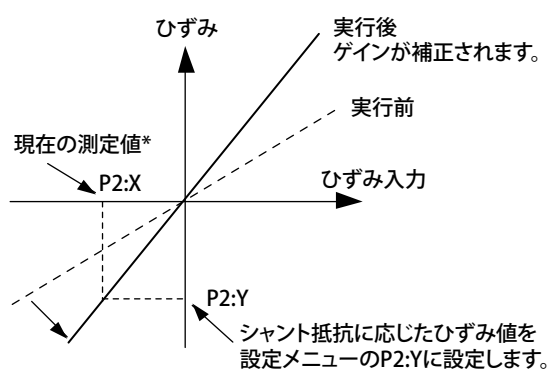 ひずみ
実行後
ゲインが補正されます。
実行前
現在の測定値*
P2:X
ひずみ入力
P2:Y
シャント抵抗に応じたひずみ値を
設定メニューのP2:Yに設定します。